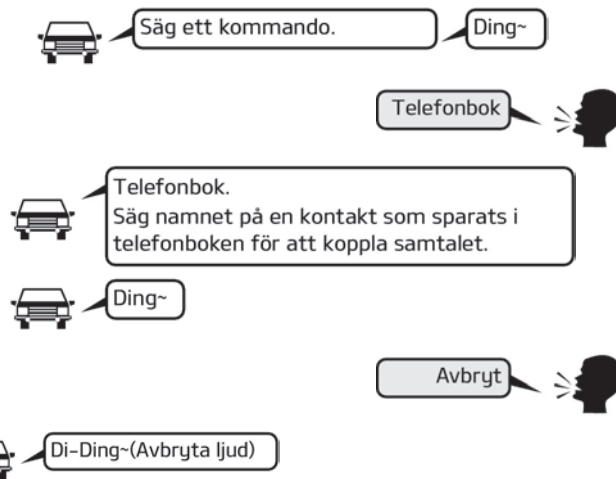 Säg ett kommando.
Ding~
Telefonbok
Telefonbok.
Säg namnet på en kontakt som sparats i
telefonboken för att koppla samtalet.
Ding~
Avbryt
Di-Ding~(Avbryta ljud)